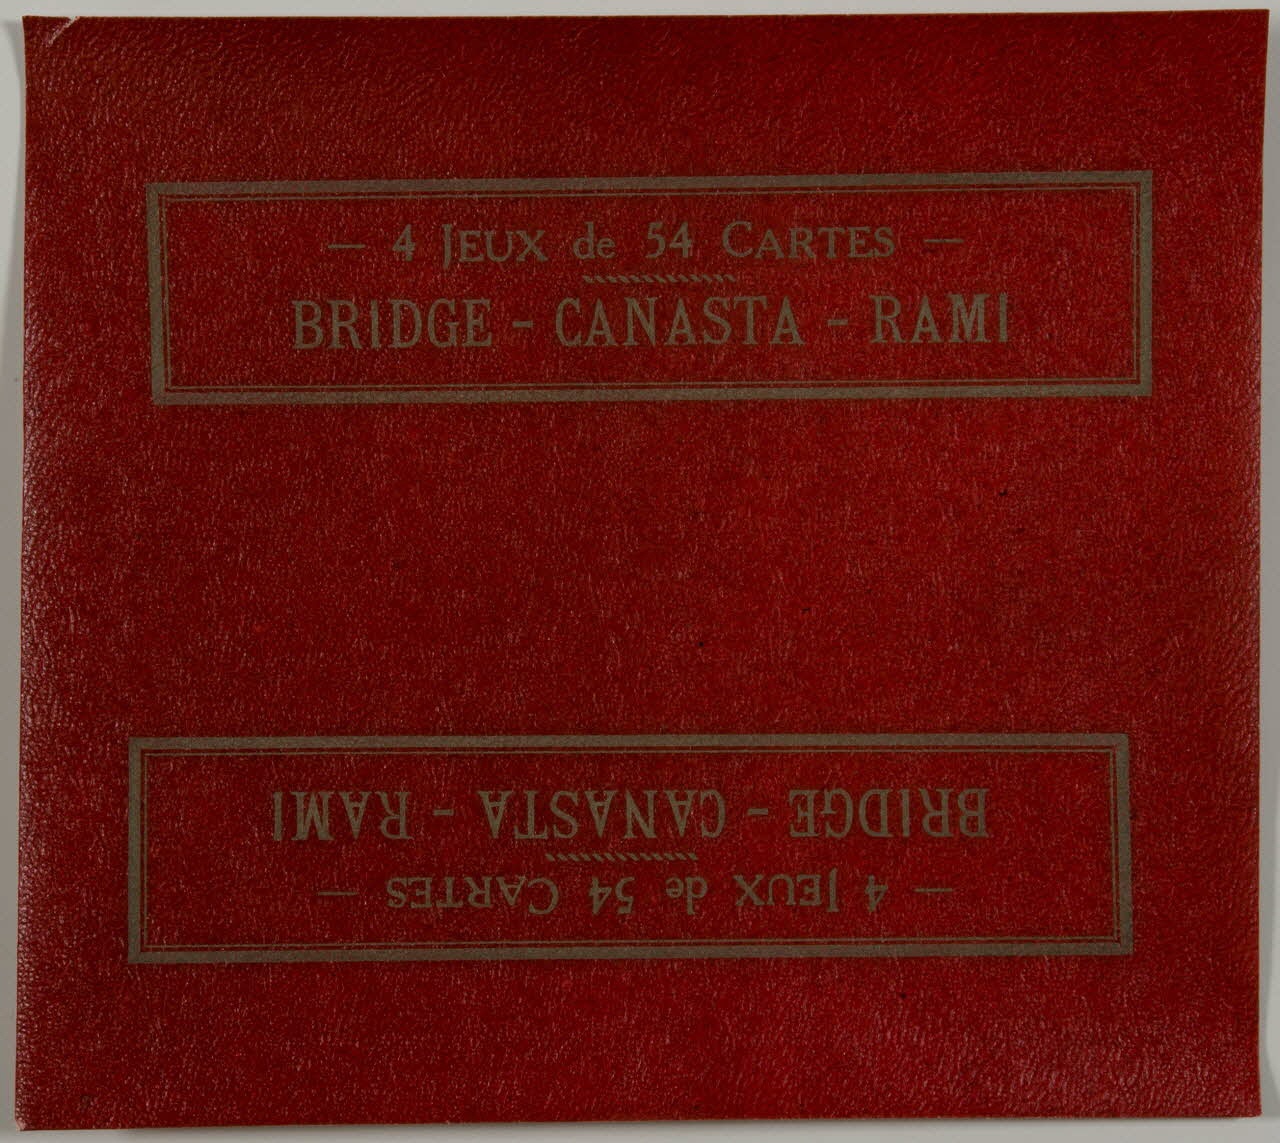 — 4 JEUX de 54 CARTES —
BRIDGE - CANASTA - RAMI
— 4 JEUX de 54 CARTES —
BRIDGE - CANASTA - RAMI